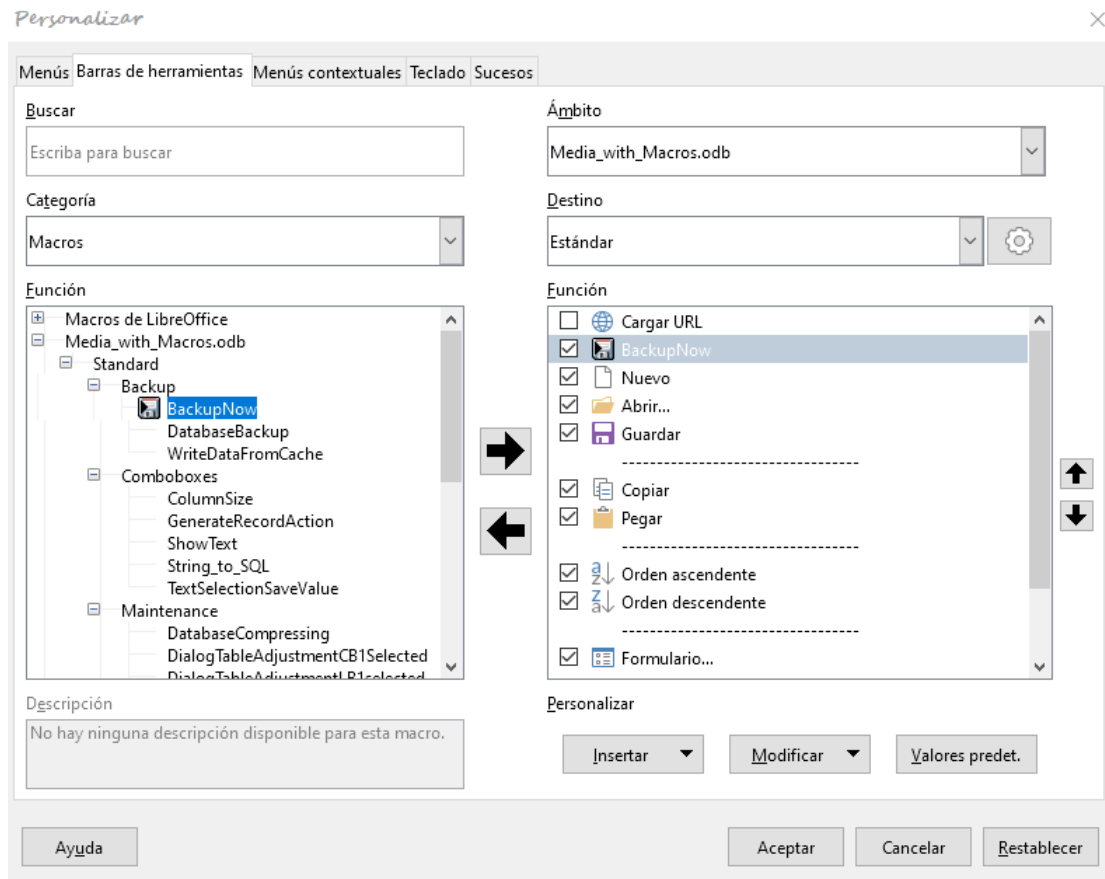 Personalizar
Menús Barras de herramientas Menús contextuales Teclado Sucesos
Buscar
Escriba para buscar
Categoría
Macros
Función
Macros de LibreOffice
Media_with_Macros.odb
Standard
Backup
BackupNow
DatabaseBackup
WriteDataFromCache
Comboboxes
ColumnSize
GenerateRecordAction
ShowText
String_to_SQL
TextSelectionSaveValue
Maintenance
DatabaseCompressing
DialogTableAdjustmentCB1Selected
DialogTableAdjustmentLB1selected
Descripción
No hay ninguna descripción disponible para esta macro.
Ámbito
Media_with_Macros.odb
Destino
Estándar
Función
Cargar URL
BackupNow
Nuevo
Abrir...
Guardar
----------------------------------
Copiar
Pegar
----------------------------------
Orden ascendente
Orden descendente
----------------------------------
Formulario...
Personalizar
Insertar Modificar Valores predet.
Ayuda Aceptar Cancelar Restablecer